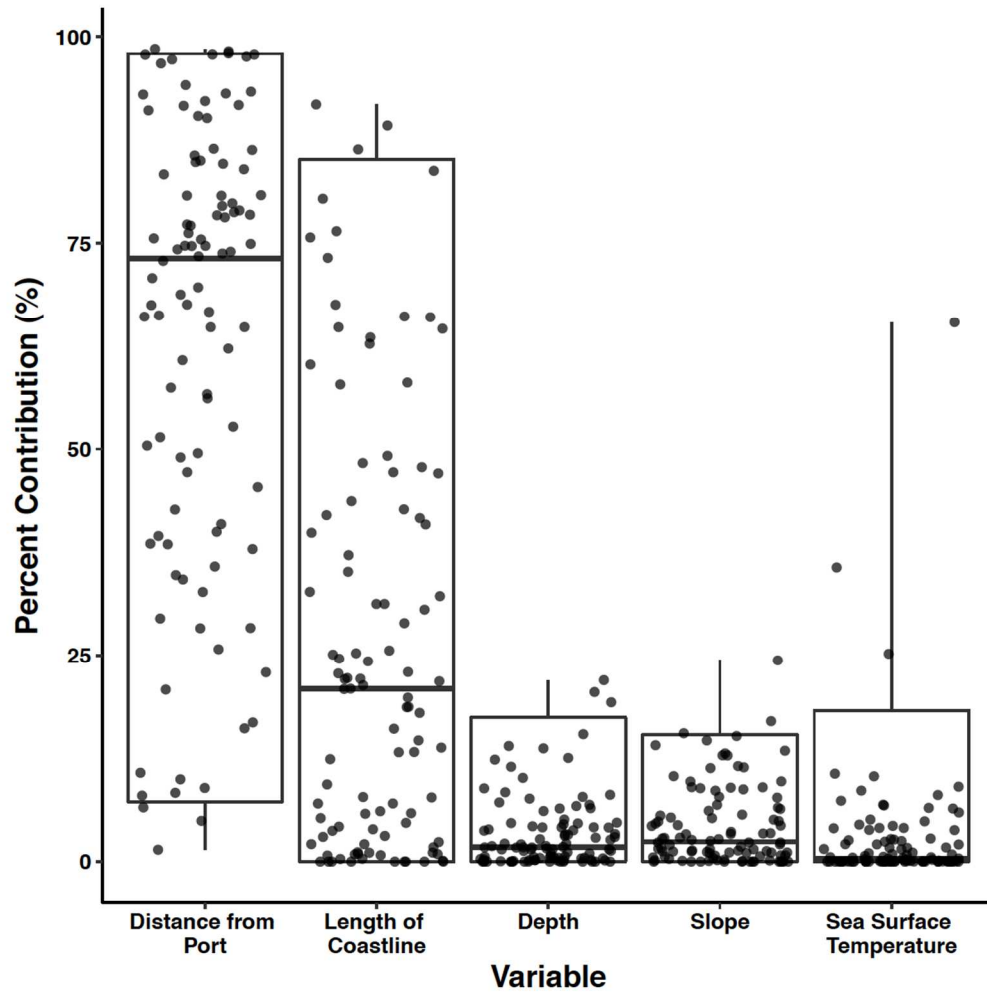 Percent Contribution (%)
100
75
50
25
0
Distance from
Port
Length of
Coastline
Depth
Slope
Sea Surface
Temperature
Variable